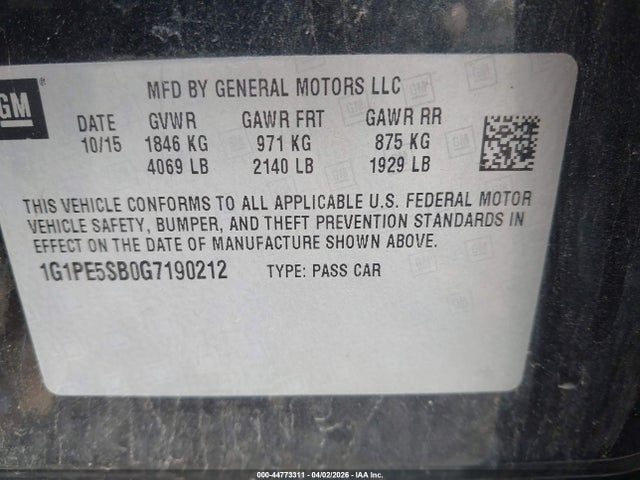 GM®
MFD BY GENERAL MOTORS LLC
DATE GVWR GAWR FRT GAWR RR
10/15 1846 KG 971 KG 875 KG
4069 LB 2140 LB 1929 LB
THIS VEHICLE CONFORMS TO ALL APPLICABLE U.S. FEDERAL MOTOR
VEHICLE SAFETY, BUMPER, AND THEFT PREVENTION STANDARDS IN
EFFECT ON THE DATE OF MANUFACTURE SHOWN ABOVE.
1G1PE5SB0G7190212 TYPE: PASS CAR
000-44773311 - 04/02/2026 - IAA Inc.